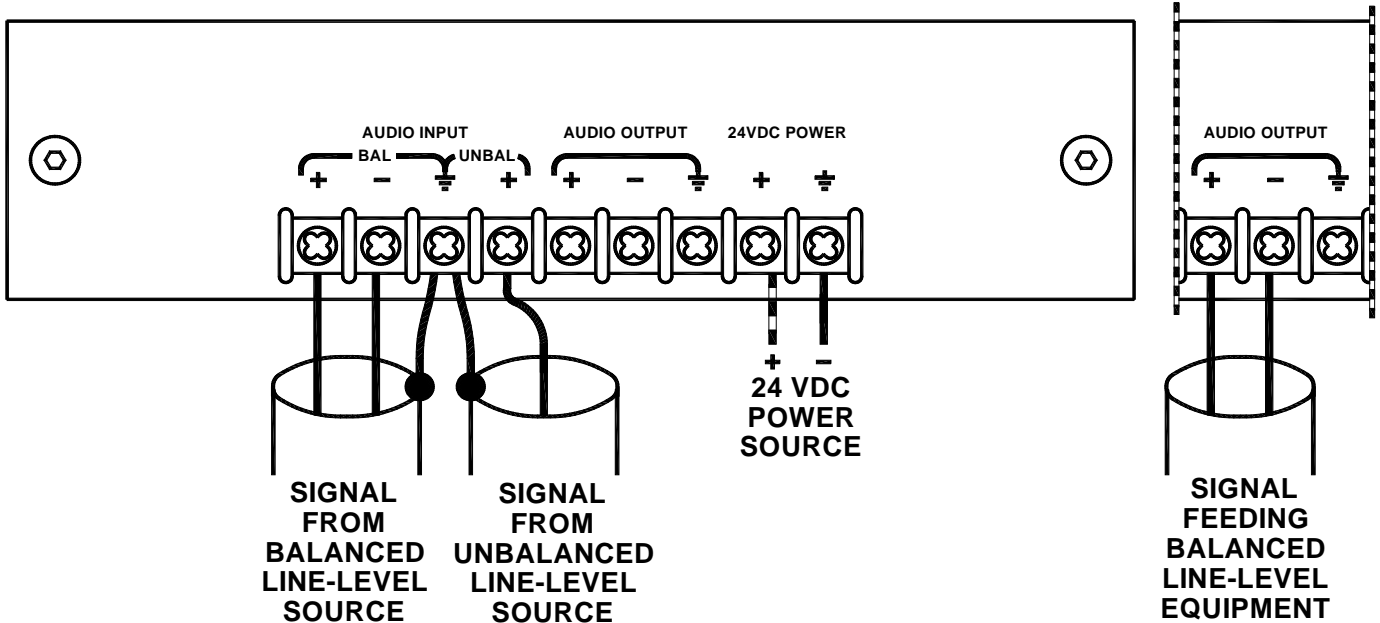 AUDIO INPUT
BAL
UNBAL
+
−
+
AUDIO OUTPUT
+
−
24VDC POWER
+
AUDIO OUTPUT
+
−
+
−
24 VDC
POWER
SOURCE
SIGNAL
FROM
BALANCED
LINE-LEVEL
SOURCE
SIGNAL
FROM
UNBALANCED
LINE-LEVEL
SOURCE
SIGNAL
FEEDING
BALANCED
LINE-LEVEL
EQUIPMENT